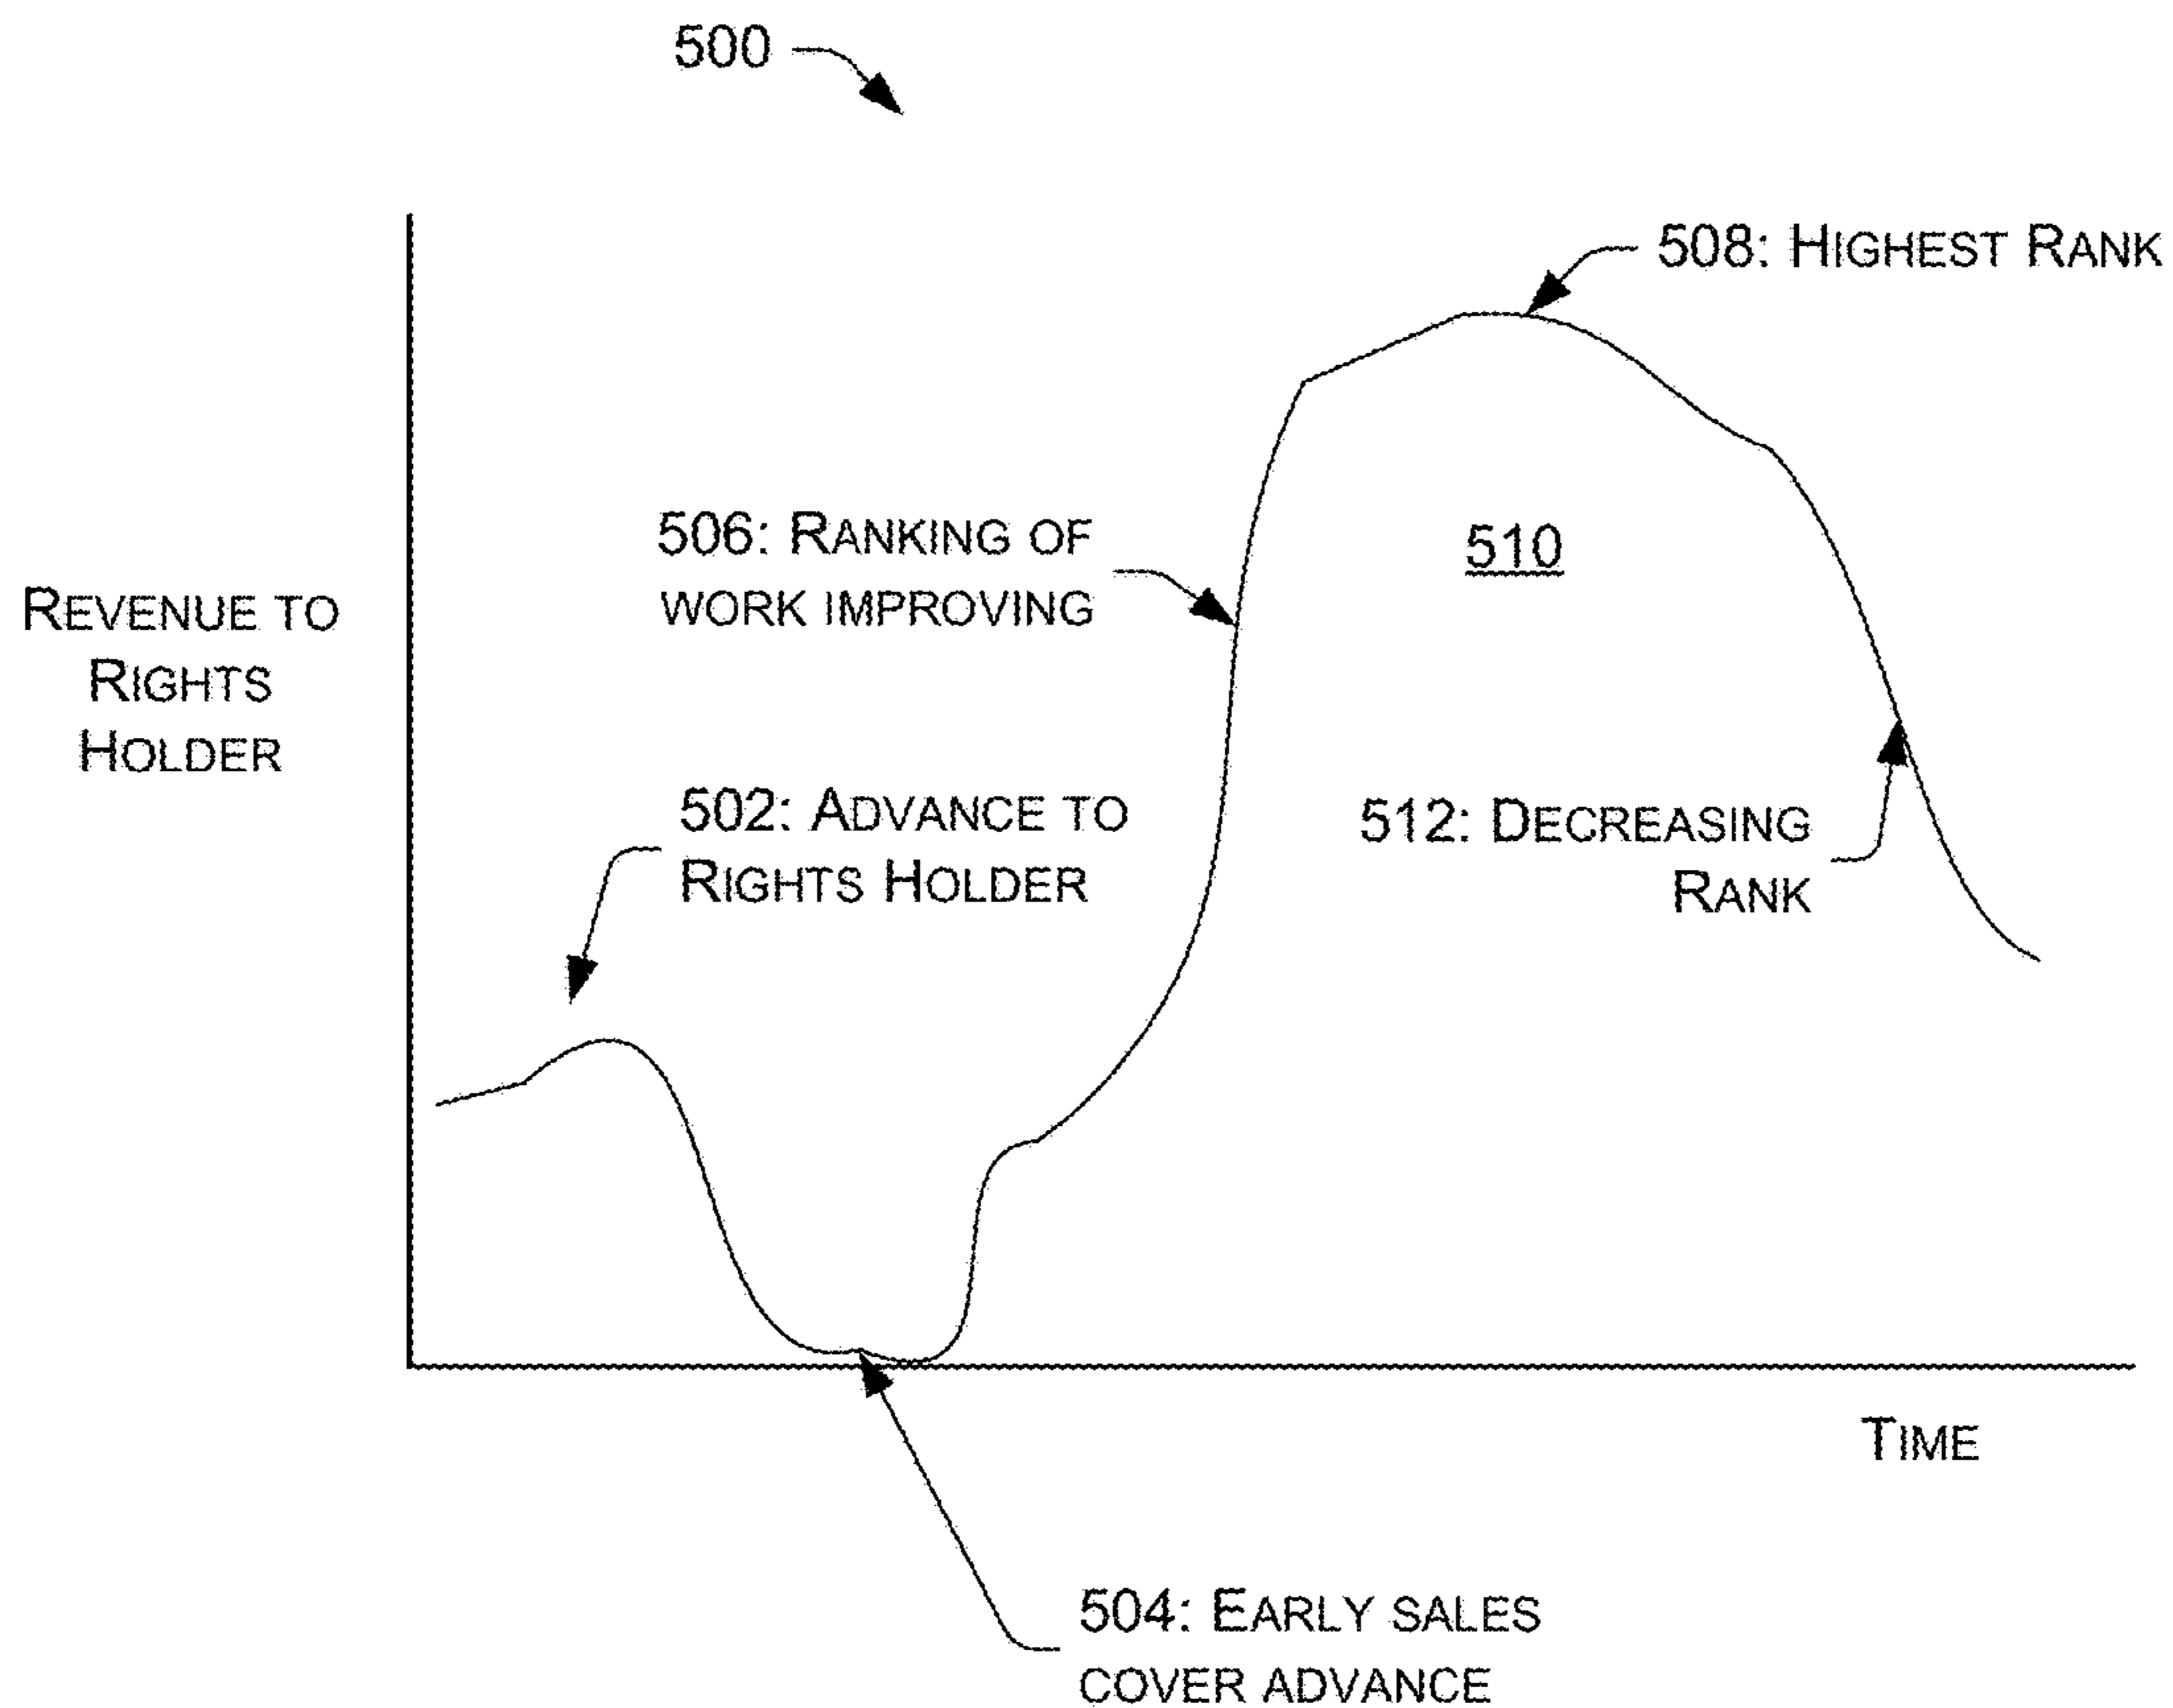 500
508: HIGHEST RANK
506: RANKING OF
WORK IMPROVING
510
REVENUE TO
RIGHTS
HOLDER
502: ADVANCE TO
RIGHTS HOLDER
512: DECREASING
RANK
TIME
504: EARLY SALES
COVER ADVANCE